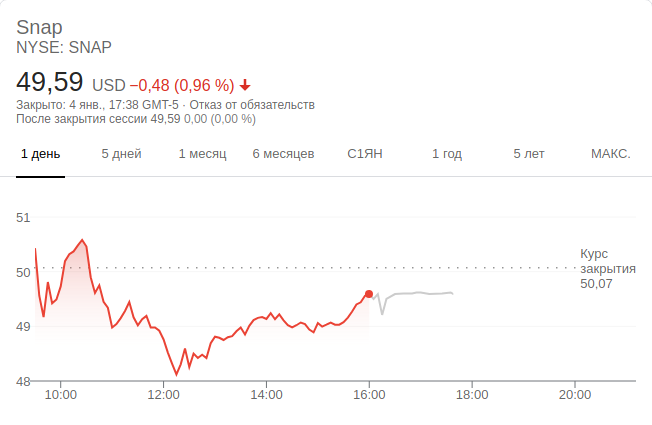 Snap
NYSE: SNAP
49,59 USD −0,48 (0,96 %)
Закрыто: 4 янв., 17:38 GMT-5 · Отказ от обязательств
После закрытия сессии 49,59 0,00 (0,00 %)
1 день 5 дней 1 месяц 6 месяцев С1ЯН 1 год 5 лет МАКС.
51
Курс
50 закрытия
50,07
49
48
10:00 12:00 14:00 16:00 18:00 20:00